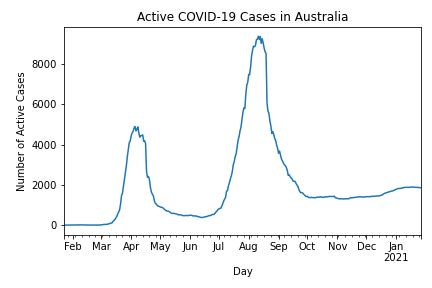 Active COVID-19 Cases in Australia
Number of Active Cases
8000
6000
4000
2000
0
Feb Mar Apr May Jun Jul Aug Sep Oct Nov Dec Jan
2021
Day